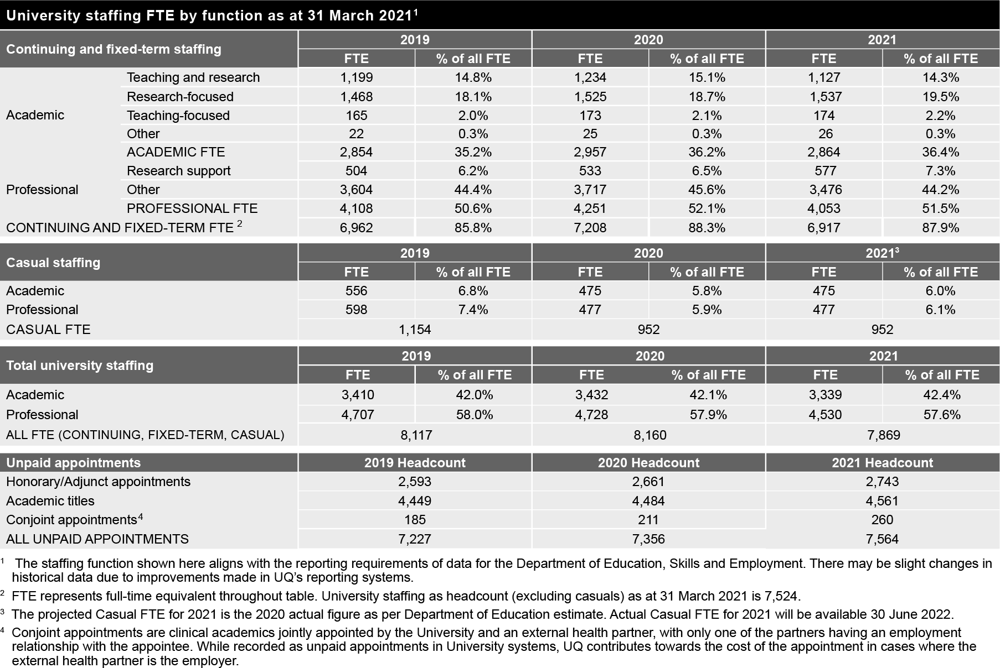 University staffing FTE by function as at 31 March 2021¹
Continuing and fixed-term staffing 2019 2020 2021
FTE % of all FTE FTE % of all FTE FTE % of all FTE
Teaching and research 1,199 14.8% 1,234 15.1% 1,127 14.3%
Research-focused 1,468 18.1% 1,525 18.7% 1,537 19.5%
Academic Teaching-focused 165 2.0% 173 2.1% 174 2.2%
Other 22 0.3% 25 0.3% 26 0.3%
ACADEMIC FTE 2,854 35.2% 2,957 36.2% 2,864 36.4%
Research support 504 6.2% 533 6.5% 577 7.3%
Professional Other 3,604 44.4% 3,717 45.6% 3,476 44.2%
PROFESSIONAL FTE 4,108 50.6% 4,251 52.1% 4,053 51.5%
CONTINUING AND FIXED-TERM FTE ² 6,962 85.8% 7,208 88.3% 6,917 87.9%
Casual staffing 2019 2020 2021³
FTE % of all FTE FTE % of all FTE FTE % of all FTE
Academic 556 6.8% 475 5.8% 475 6.0%
Professional 598 7.4% 477 5.9% 477 6.1%
CASUAL FTE 1,154 952 952
Total university staffing 2019 2020 2021
FTE % of all FTE FTE % of all FTE FTE % of all FTE
Academic 3,410 42.0% 3,432 42.1% 3,339 42.4%
Professional 4,707 58.0% 4,728 57.9% 4,530 57.6%
ALL FTE (CONTINUING, FIXED-TERM, CASUAL) 8,117 8,160 7,869
Unpaid appointments 2019 Headcount 2020 Headcount 2021 Headcount
Honorary/Adjunct appointments 2,593 2,661 2,743
Academic titles 4,449 4,484 4,561
Conjoint appointments⁴ 185 211 260
ALL UNPAID APPOINTMENTS 7,227 7,356 7,564
¹ The staffing function shown here aligns with the reporting requirements of data for the Department of Education, Skills and Employment. There may be slight changes in
historical data due to improvements made in UQ's reporting systems.
² FTE represents full-time equivalent throughout table. University staffing as headcount (excluding casuals) as at 31 March 2021 is 7,524.
³ The projected Casual FTE for 2021 is the 2020 actual figure as per Department of Education estimate. Actual Casual FTE for 2021 will be available 30 June 2022.
⁴ Conjoint appointments are clinical academics jointly appointed by the University and an external health partner, with only one of the partners having an employment
relationship with the appointee. While recorded as unpaid appointments in University systems, UQ contributes towards the cost of the appointment in cases where the
external health partner is the employer.